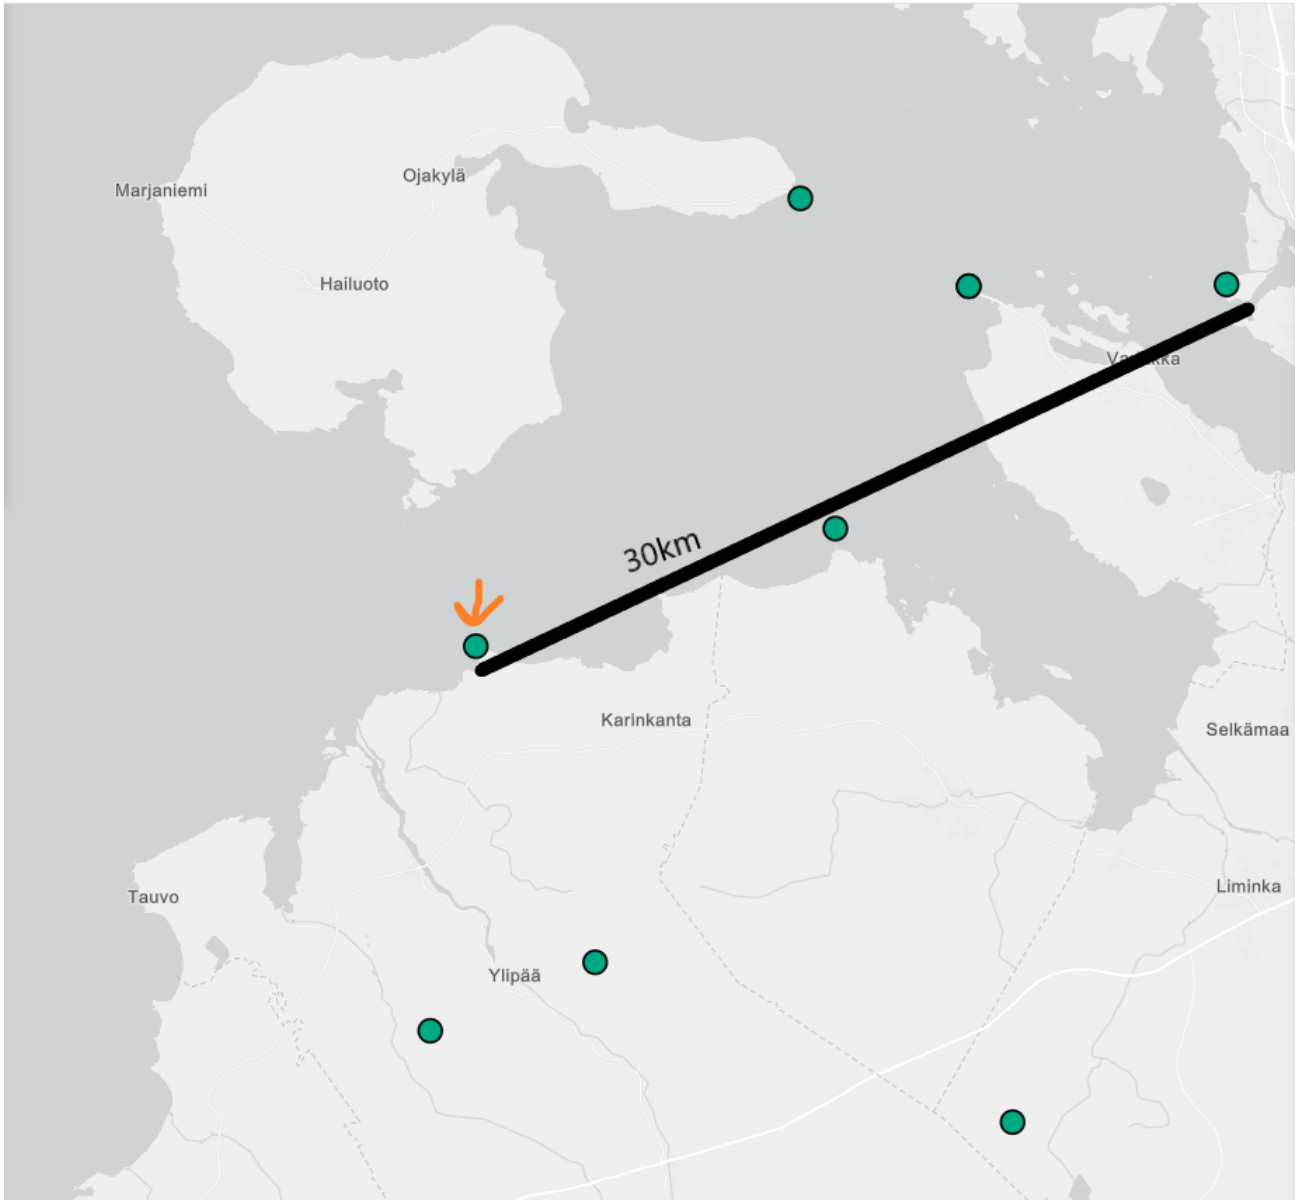 Ojakylä
Marjaniemi
Hailuoto
30km
Karinkanta
Selkämaa
Liminka
Tauvo
Ylipää